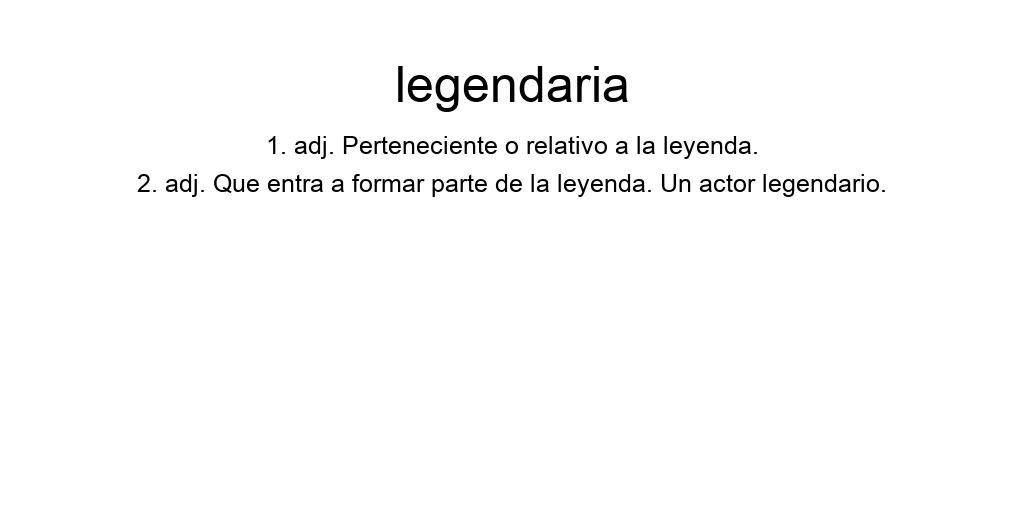 legendaria
1. adj. Perteneciente o relativo a la leyenda.
2. adj. Que entra a formar parte de la leyenda. Un actor legendario.